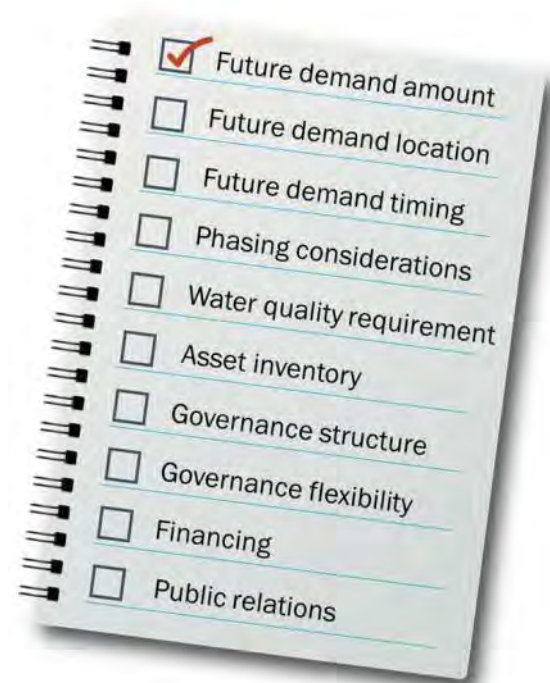 Future demand amount
Future demand location
Future demand timing
Phasing considerations
Water quality requirement
Asset inventory
Governance structure
Governance flexibility
Financing
Public relations